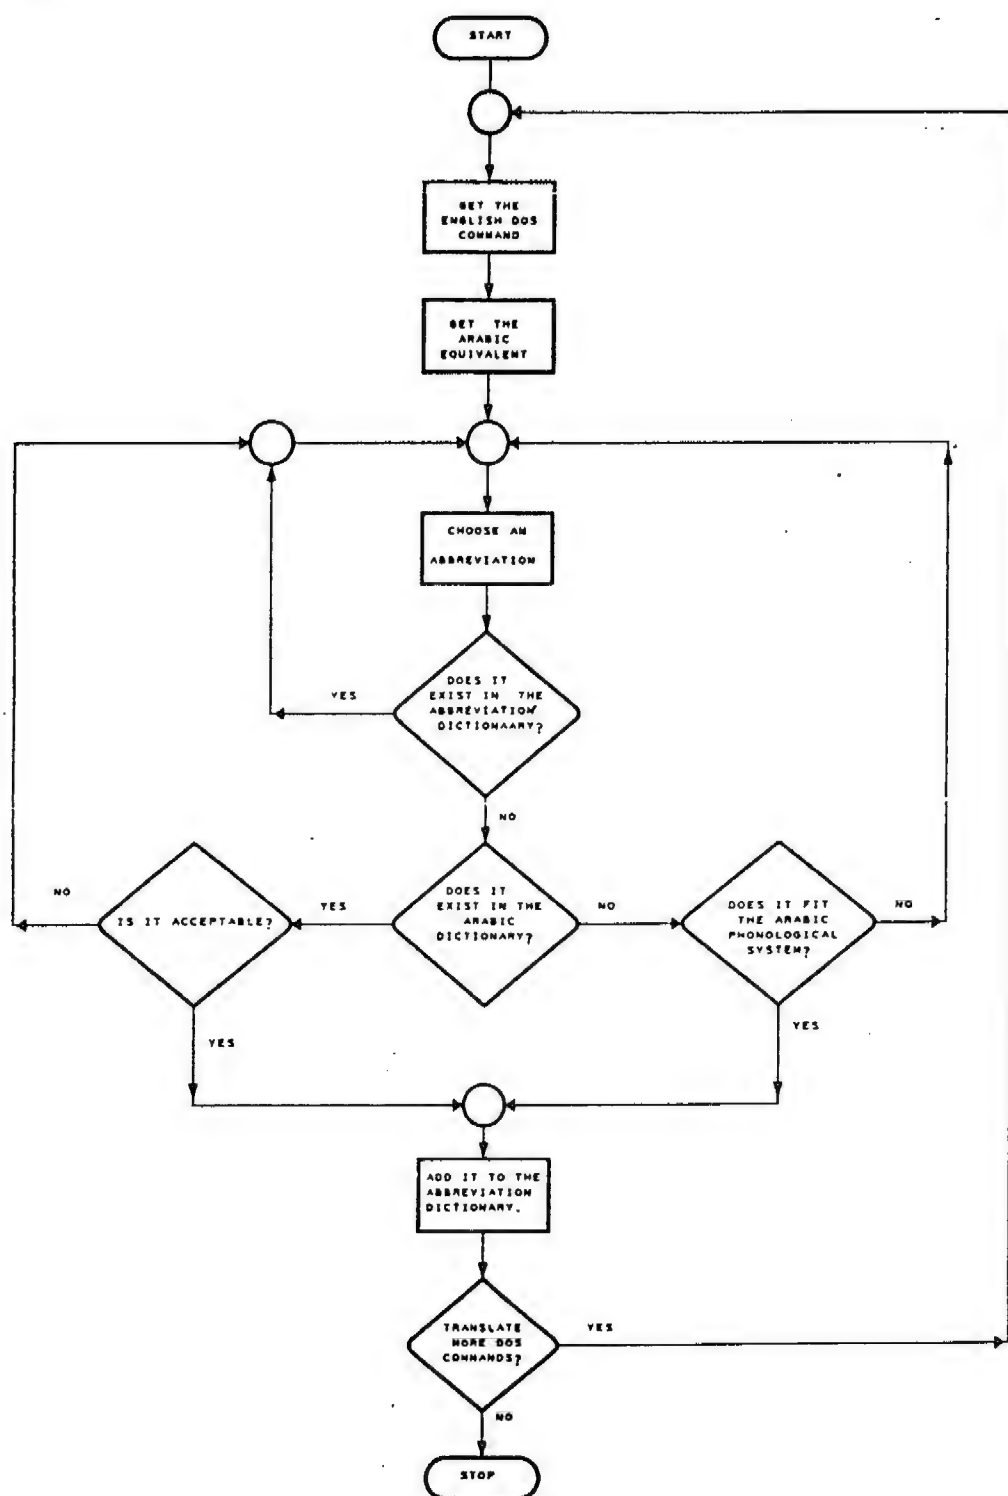 START
GET THE
ENGLISH DOS
COMMAND
GET THE
ARABIC
EQUIVALENT
CHOOSE AN
ABBREVIATION
DOES IT
EXIST IN THE
ABBREVIATION
DICTIONAARY?
YES
NO
DOES IT
EXIST IN THE
ARABIC
DICTIONARY?
YES
NO
IS IT ACCEPTABLE?
NO
YES
DOES IT FIT
THE ARABIC
PHONOLOGICAL
SYSTEM?
NO
YES
ADD IT TO THE
ABBREVIATION
DICTIONARY.
TRANSLATE
MORE DOS
COMMANDS?
YES
NO
STOP